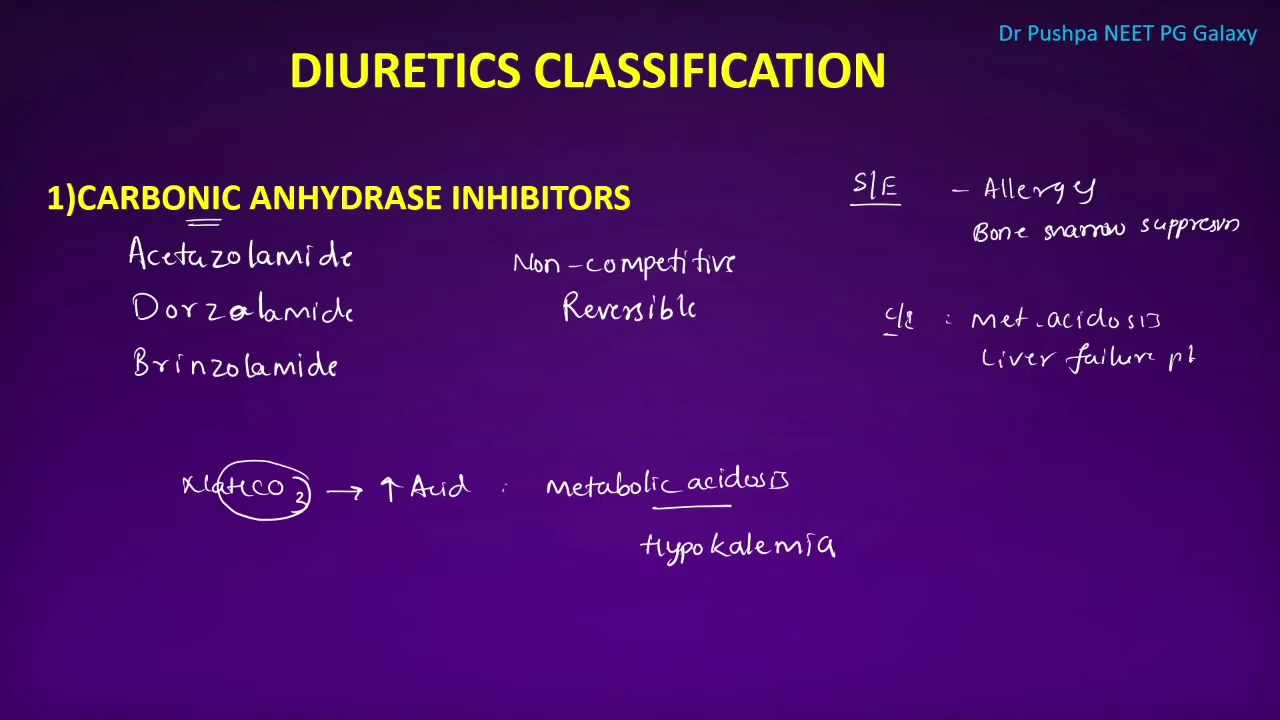 Dr Pushpa NEET PG Galaxy
DIURETICS CLASSIFICATION
1)CARBONIC ANHYDRASE INHIBITORS
Acetazolamide
Dorzolamide
Brinzolamide
Non-competitive
Reversible
S/E - Allergy
Bone marrow suppresn
C/I : Met.acidosis
Liver failure pt
NaHCO3 → ↑ Acid : Metabolic acidosis
Hypokalemia